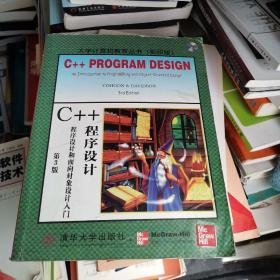 大学计算机教育丛书（影印版）
C++ PROGRAM DESIGN
An Introduction to Programming and Object-Oriented Design
COHOON & DAVIDSON
3rd Edition
C++
程序设计
程序设计和面向对象设计入门
第3版
清华大学出版社
McGraw-Hill
Mc
Graw
Hill
软件
技术